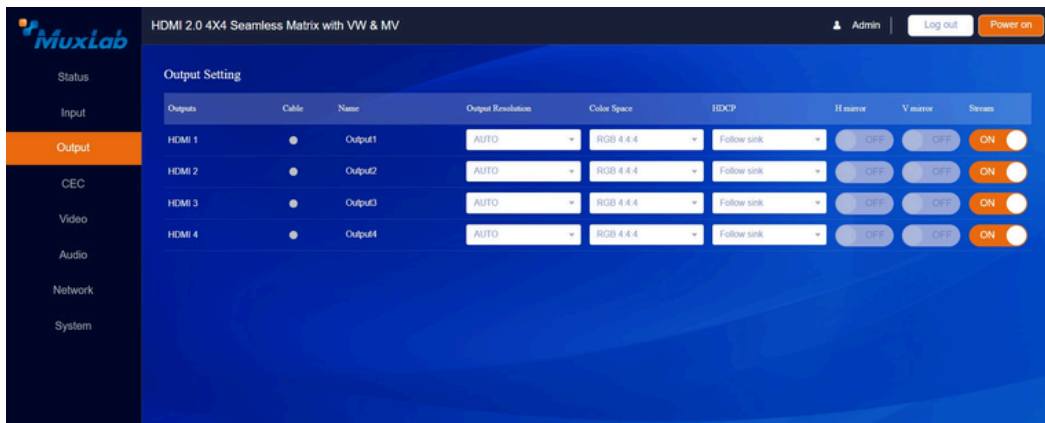 MuxLab
HDMI 2.0 4X4 Seamless Matrix with VW & MV
Admin
Log out
Power on
Status
Input
Output
CEC
Video
Audio
Network
System
Output Setting
Outputs Cable Name Output Resolution Color Space HDCP H mirror V mirror Stream
HDMI 1 Output1 AUTO RGB 4:4:4 Follow sink OFF OFF ON
HDMI 2 Output2 AUTO RGB 4:4:4 Follow sink OFF OFF ON
HDMI 3 Output3 AUTO RGB 4:4:4 Follow sink OFF OFF ON
HDMI 4 Output4 AUTO RGB 4:4:4 Follow sink OFF OFF ON